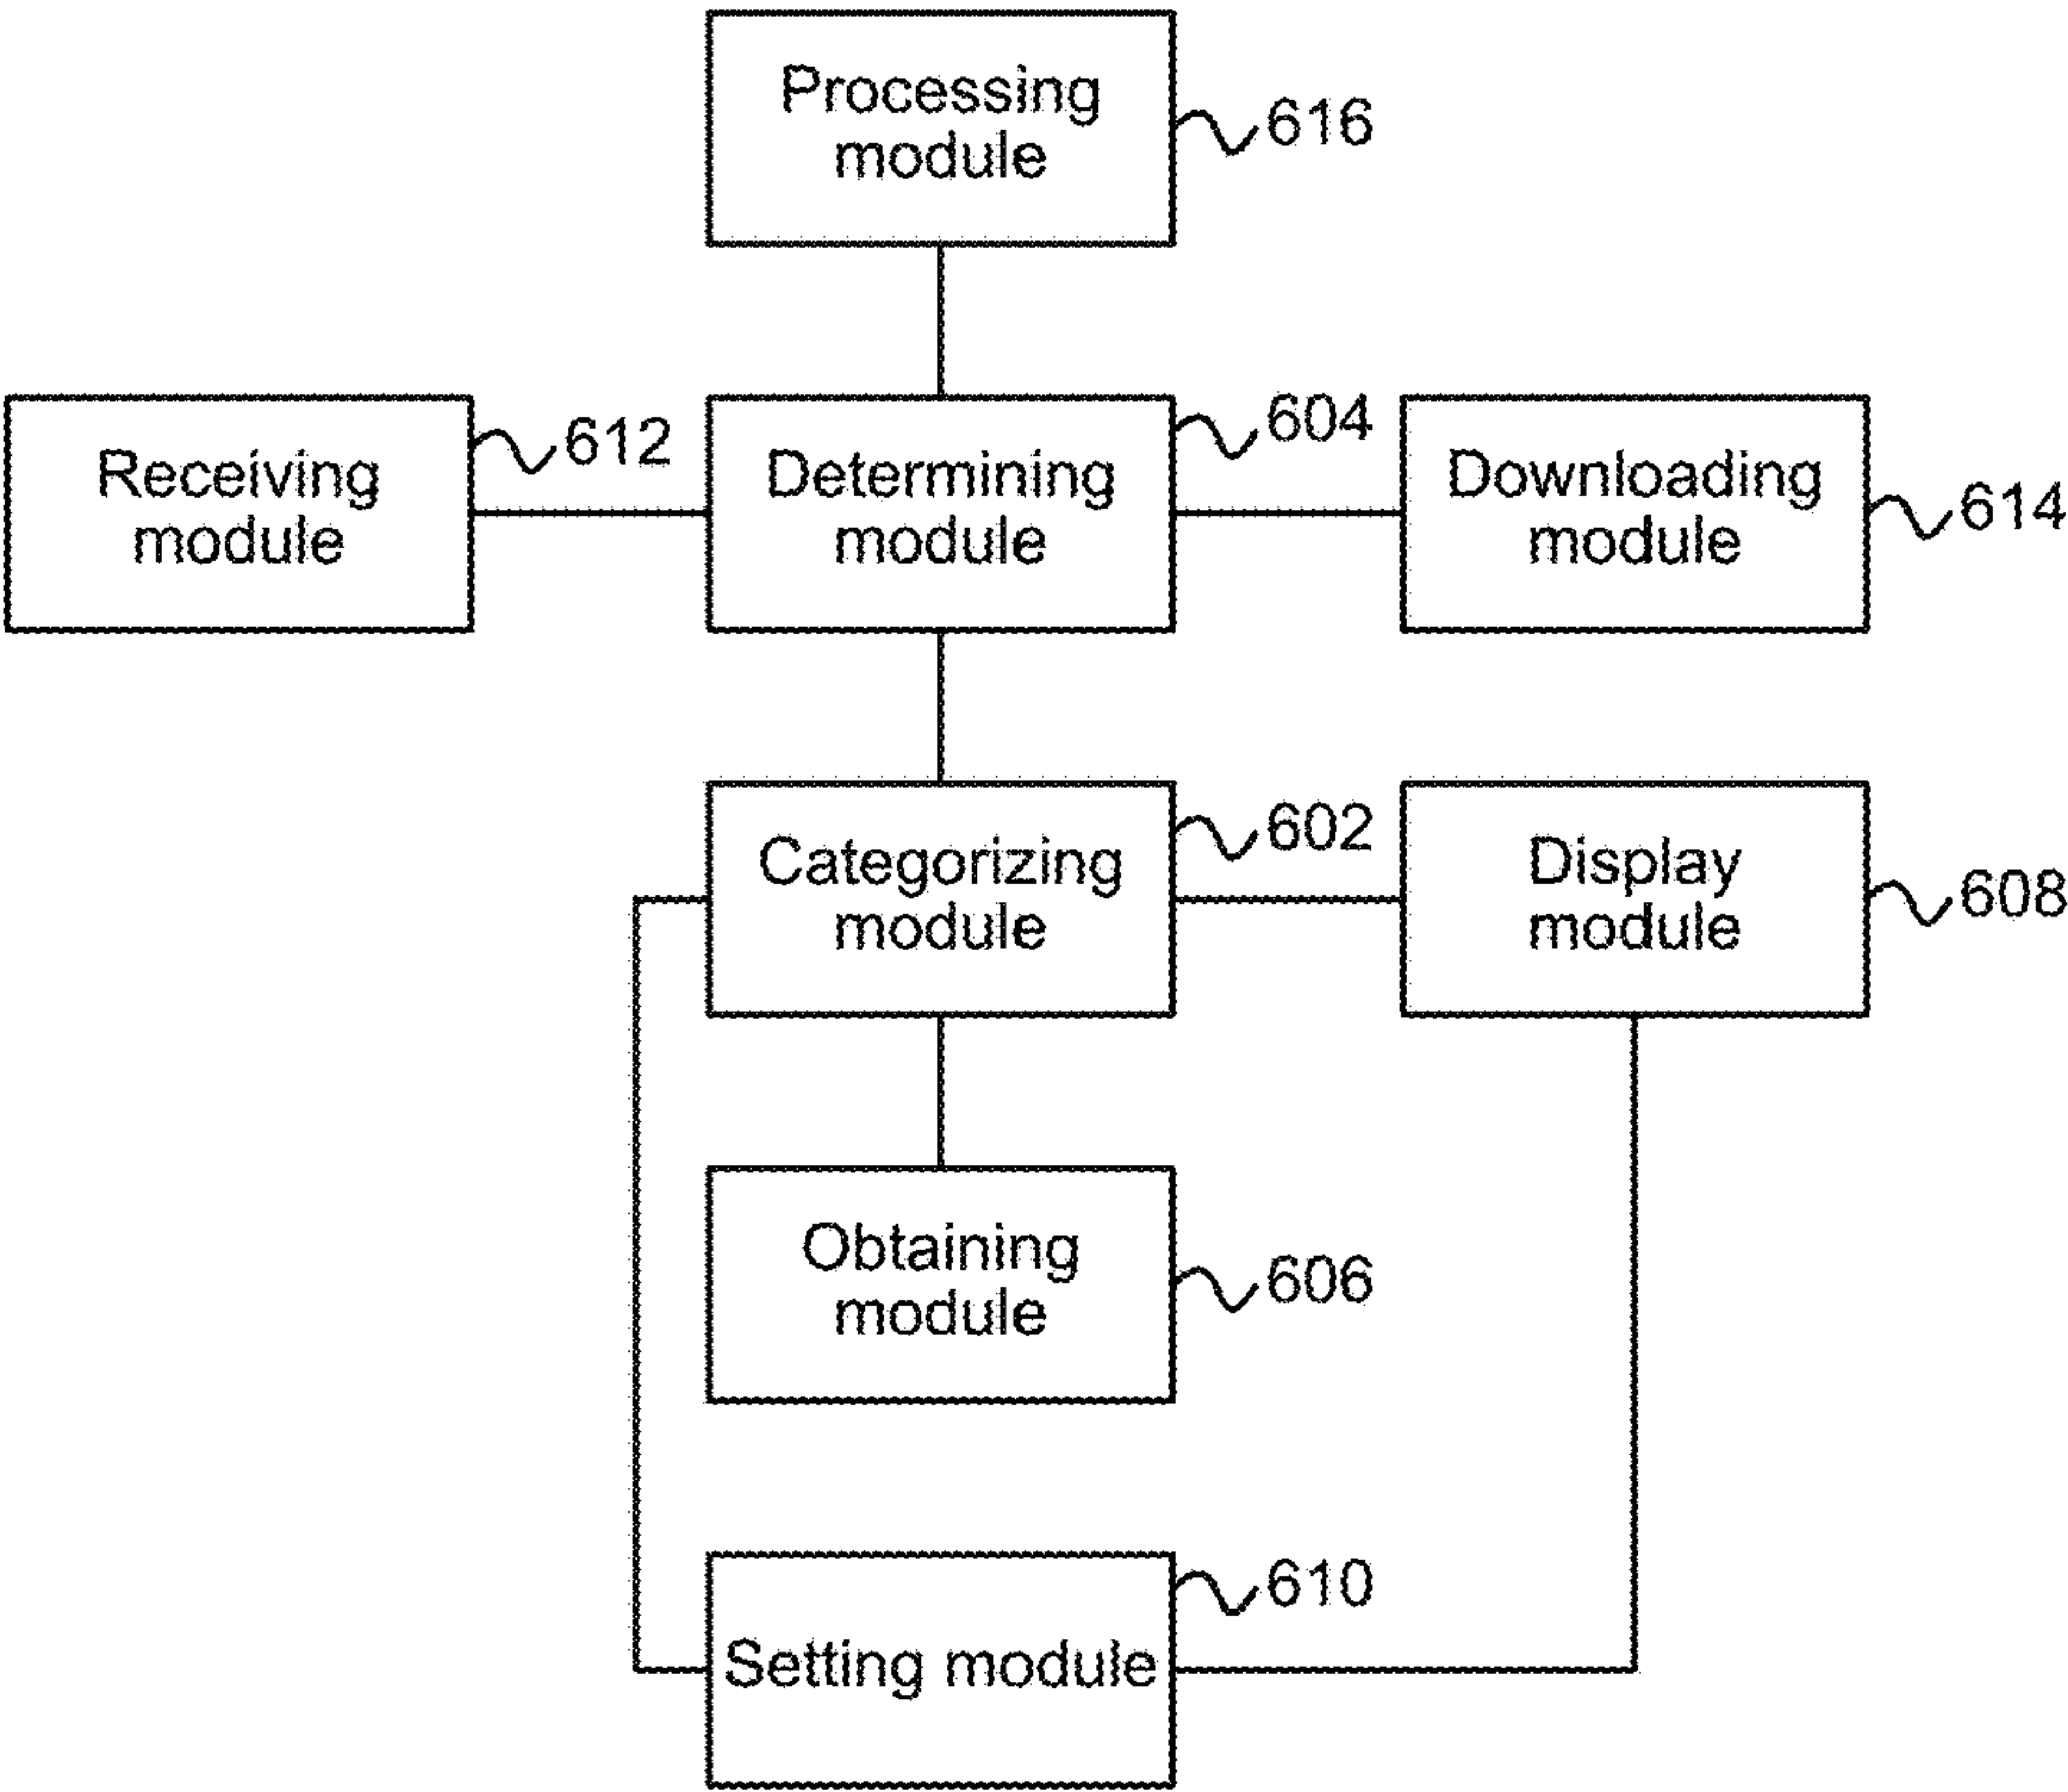 Processing
module
616
Receiving
module
612
Determining
module
604
Downloading
module
614
Categorizing
module
602
Display
module
608
Obtaining
module
606
Setting module
610